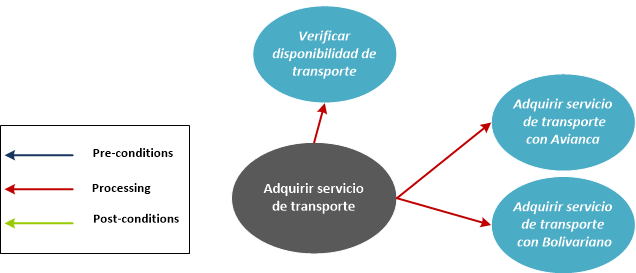 Verificar
disponibilidad de
transporte
Adquirir servicio
de transporte
con Avianca
Pre-conditions
Processing
Post-conditions
Adquirir servicio
de transporte
Adquirir servicio
de transporte
con Bolivariano